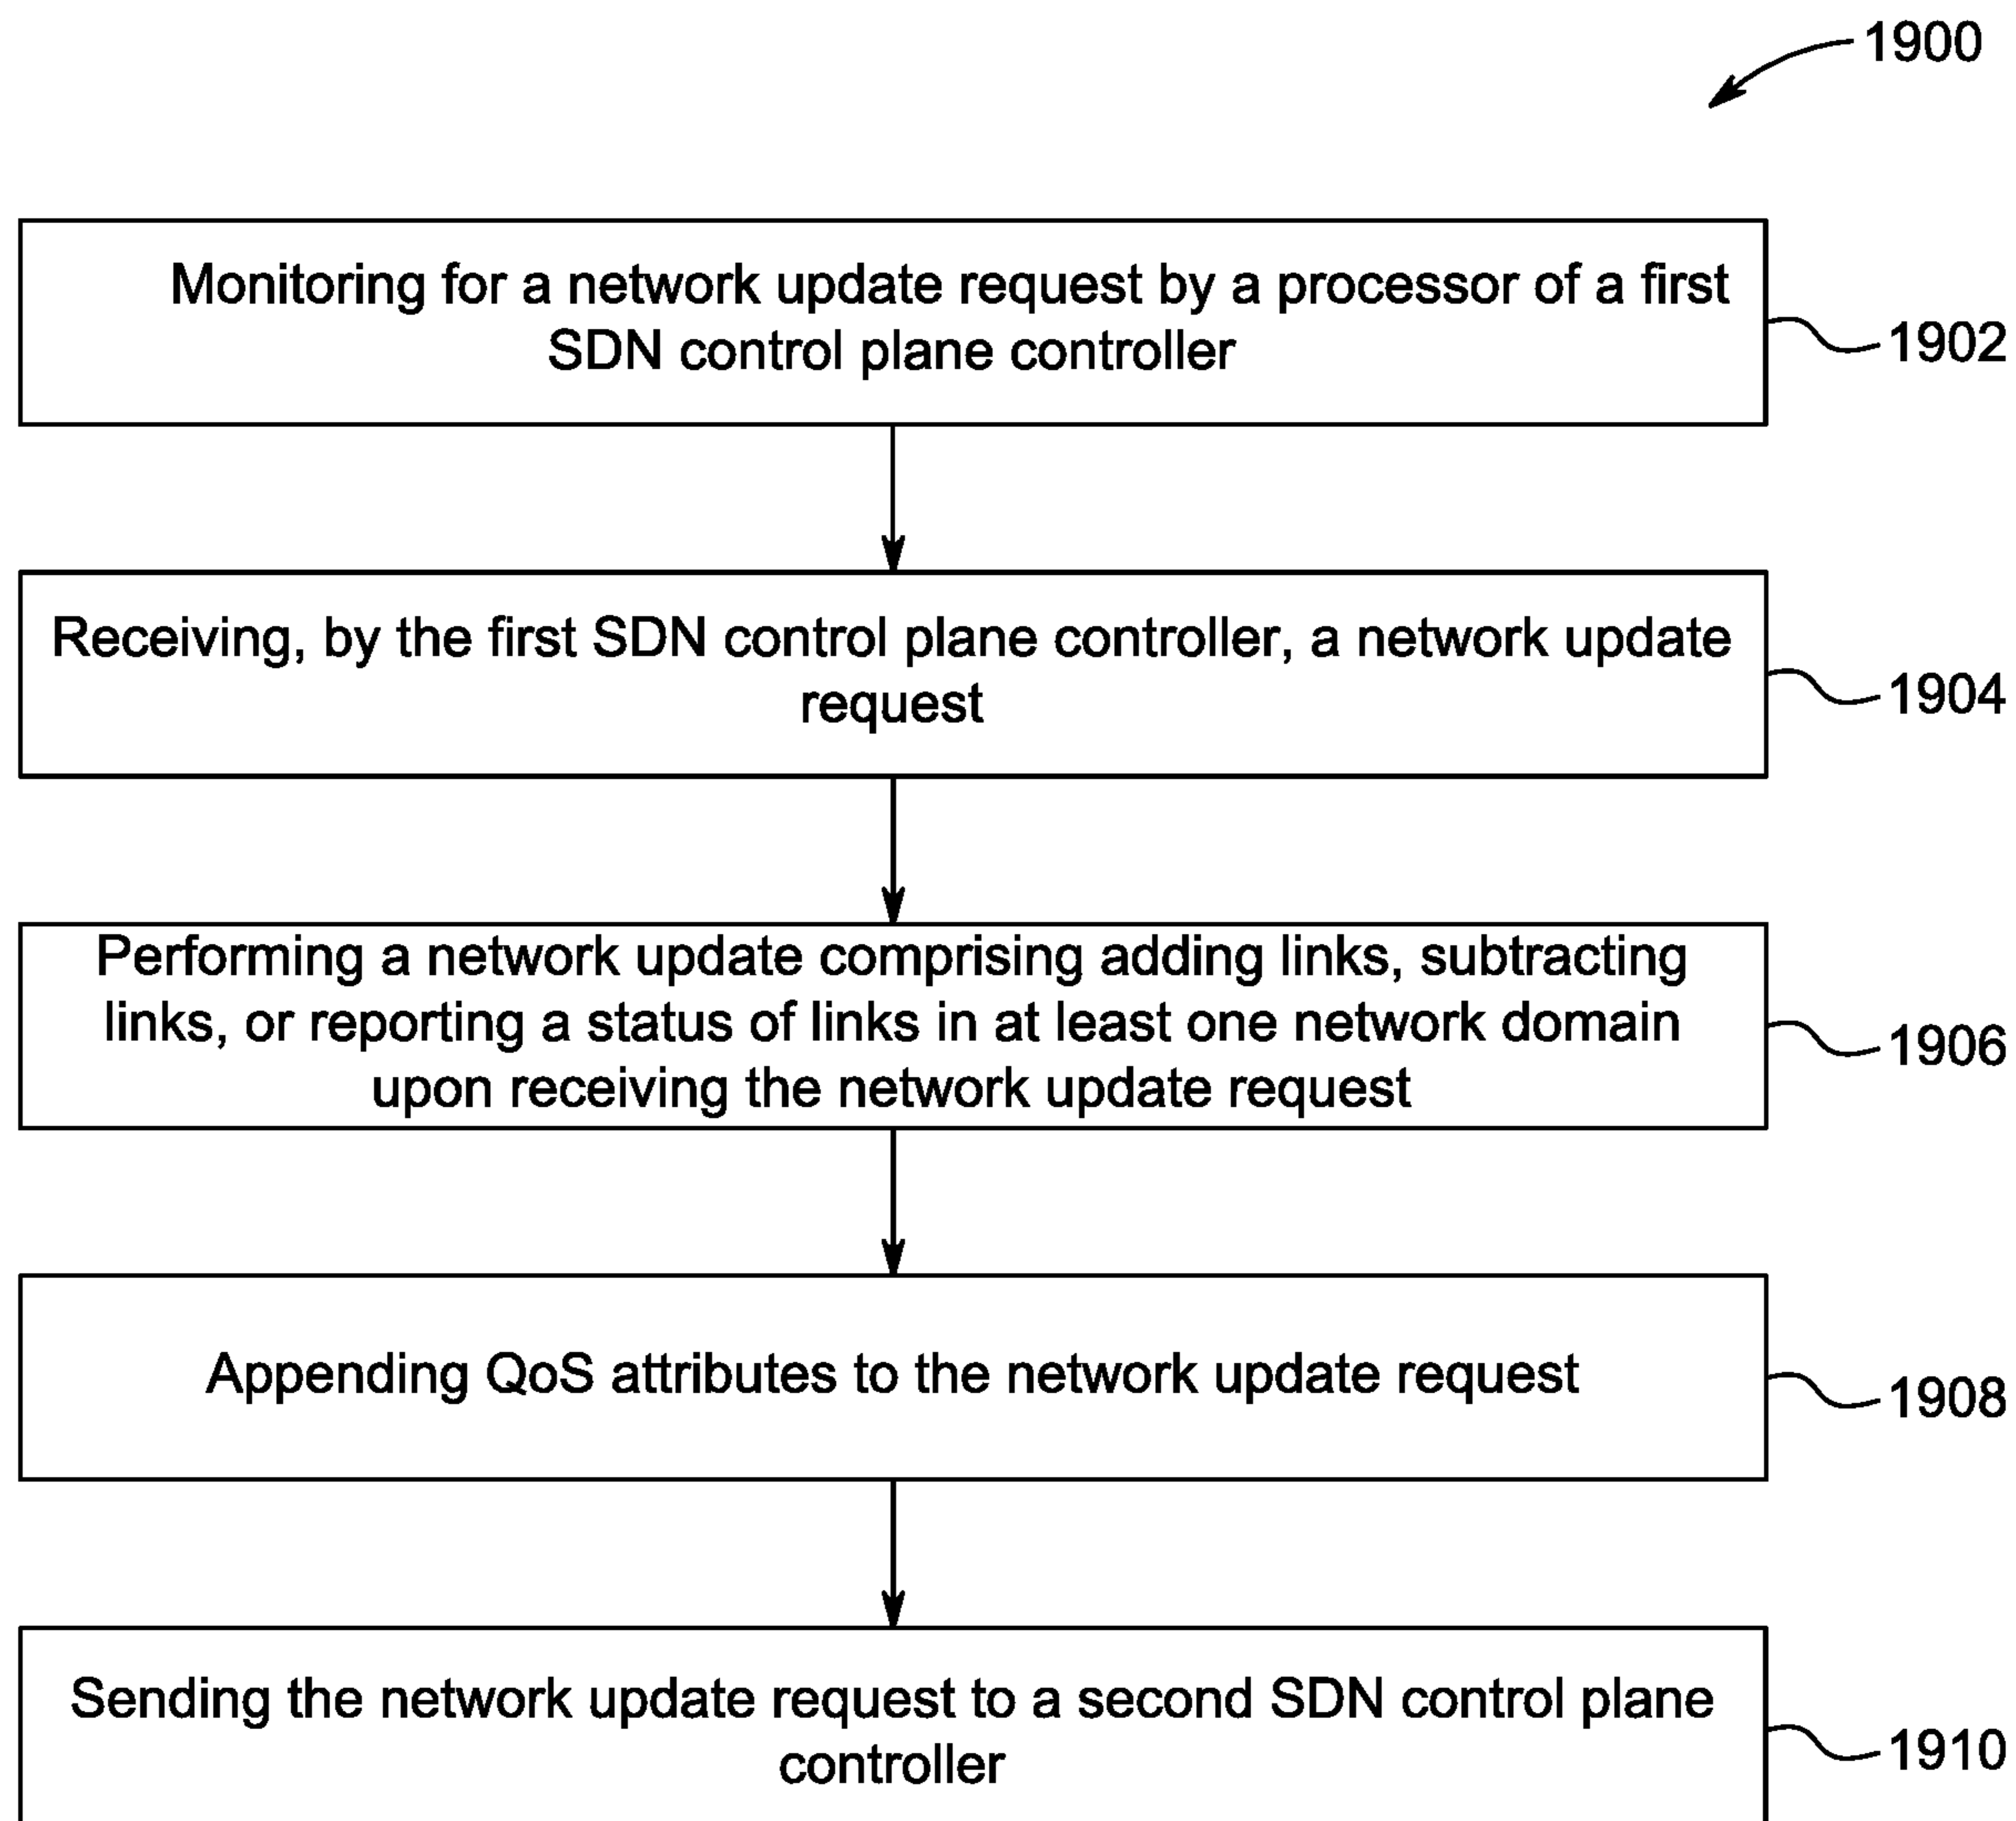 1900
Monitoring for a network update request by a processor of a first
SDN control plane controller
1902
Receiving, by the first SDN control plane controller, a network update
request
1904
Performing a network update comprising adding links, subtracting
links, or reporting a status of links in at least one network domain
upon receiving the network update request
1906
Appending QoS attributes to the network update request
1908
Sending the network update request to a second SDN control plane
controller
1910